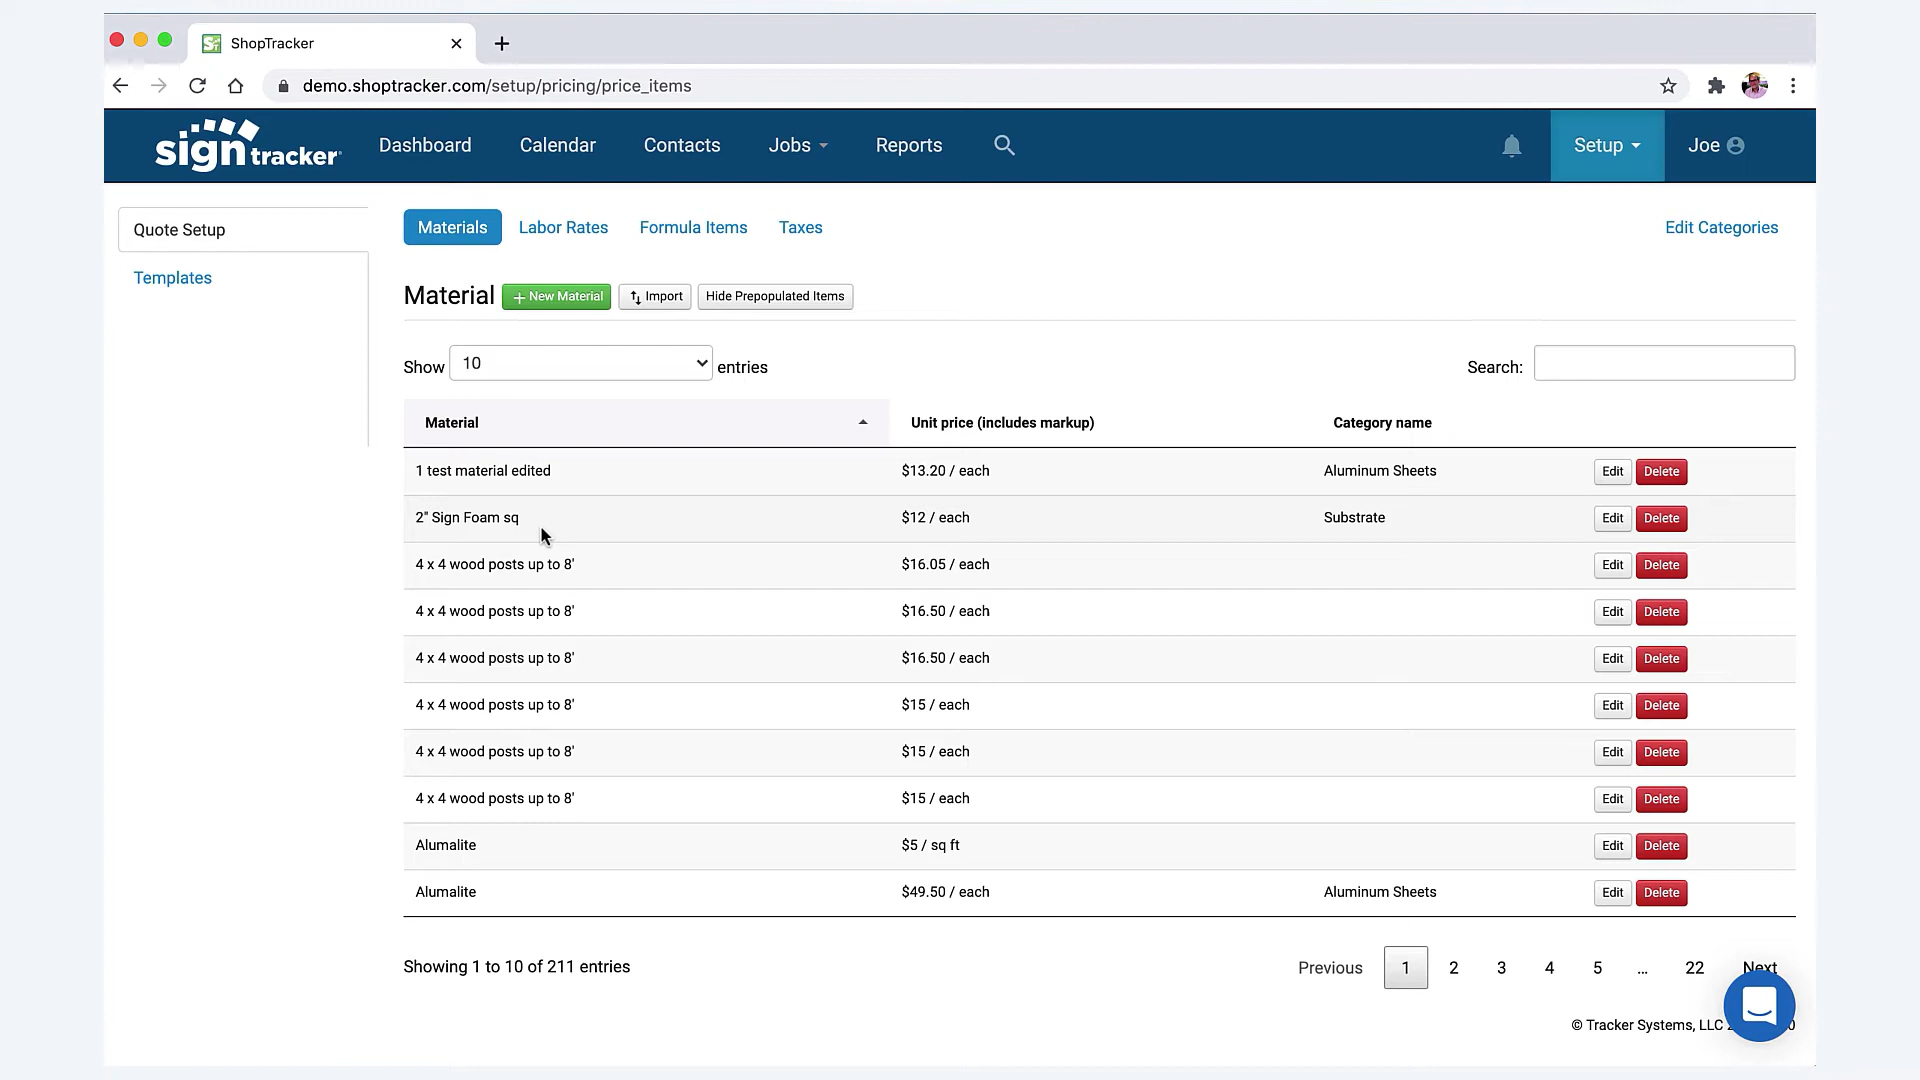 ShopTracker
demo.shoptracker.com/setup/pricing/price_items
sign tracker
Dashboard
Calendar
Contacts
Jobs
Reports
Setup
Joe
Quote Setup
Templates
Materials
Labor Rates
Formula Items
Taxes
Edit Categories
Material
+ New Material
Import
Hide Prepopulated Items
Show 10 entries
Search:
Material Unit price (includes markup) Category name
1 test material edited $13.20 / each Aluminum Sheets Edit Delete
2" Sign Foam sq $12 / each Substrate Edit Delete
4 x 4 wood posts up to 8' $16.05 / each Edit Delete
4 x 4 wood posts up to 8' $16.50 / each Edit Delete
4 x 4 wood posts up to 8' $16.50 / each Edit Delete
4 x 4 wood posts up to 8' $15 / each Edit Delete
4 x 4 wood posts up to 8' $15 / each Edit Delete
4 x 4 wood posts up to 8' $15 / each Edit Delete
Alumalite $5 / sq ft Edit Delete
Alumalite $49.50 / each Aluminum Sheets Edit Delete
Showing 1 to 10 of 211 entries
Previous 1 2 3 4 5 ... 22 Next
© Tracker Systems, LLC